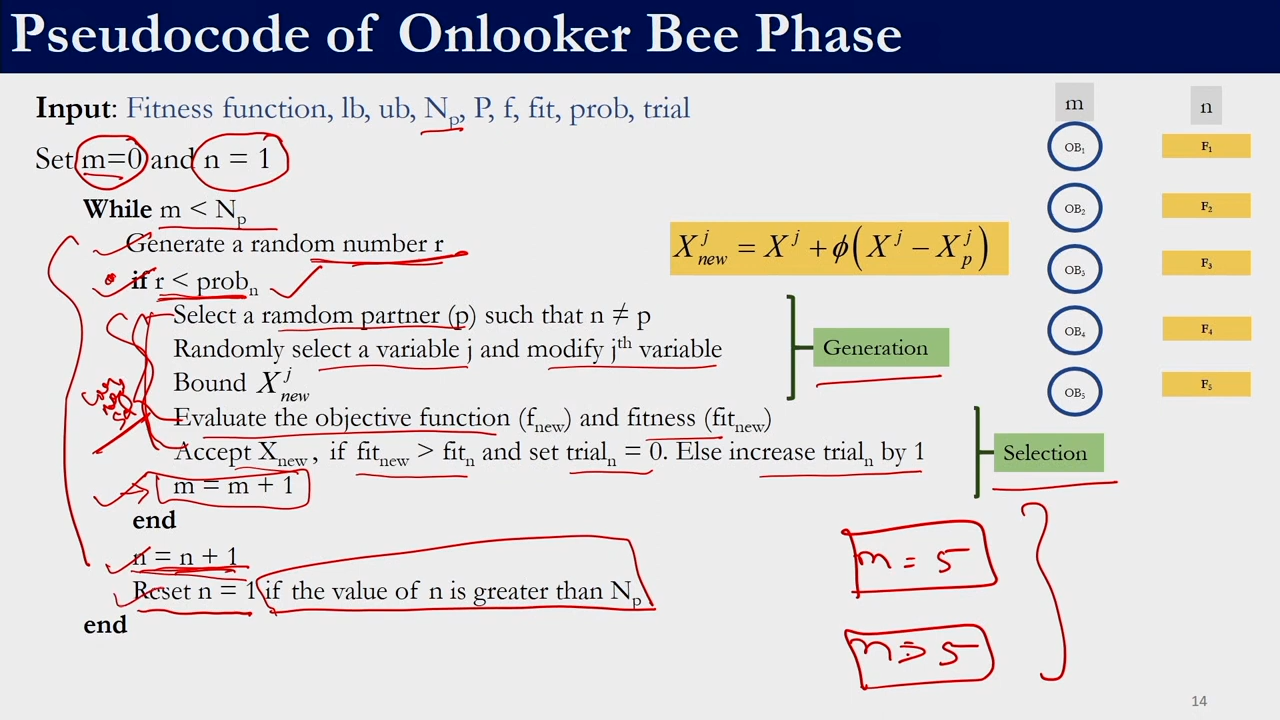 Pseudocode of Onlooker Bee Phase
Input: Fitness function, lb, ub, Nₚ, P, f, fit, prob, trial
Set m=0 and n = 1
While m < Nₚ
Generate a random number r
if r < probₙ
Select a ramdom partner (p) such that n ≠ p
Randomly select a variable j and modify jᵗʰ variable
Bound Xʲₙₑw
Evaluate the objective function (fₙₑw) and fitness (fitₙₑw)
Accept Xₙₑw , if fitₙₑw > fitₙ and set trialₙ = 0. Else increase trialₙ by 1
m = m + 1
end
n = n + 1
Reset n = 1 if the value of n is greater than Nₚ
end
Xʲₙₑw = Xʲ + ϕ(Xʲ − Xʲₚ)
Generation
Selection
m = 5
m n
OB₁ F₁
OB₂ F₂
OB₃ F₃
OB₄ F₄
OB₅ F₅
14